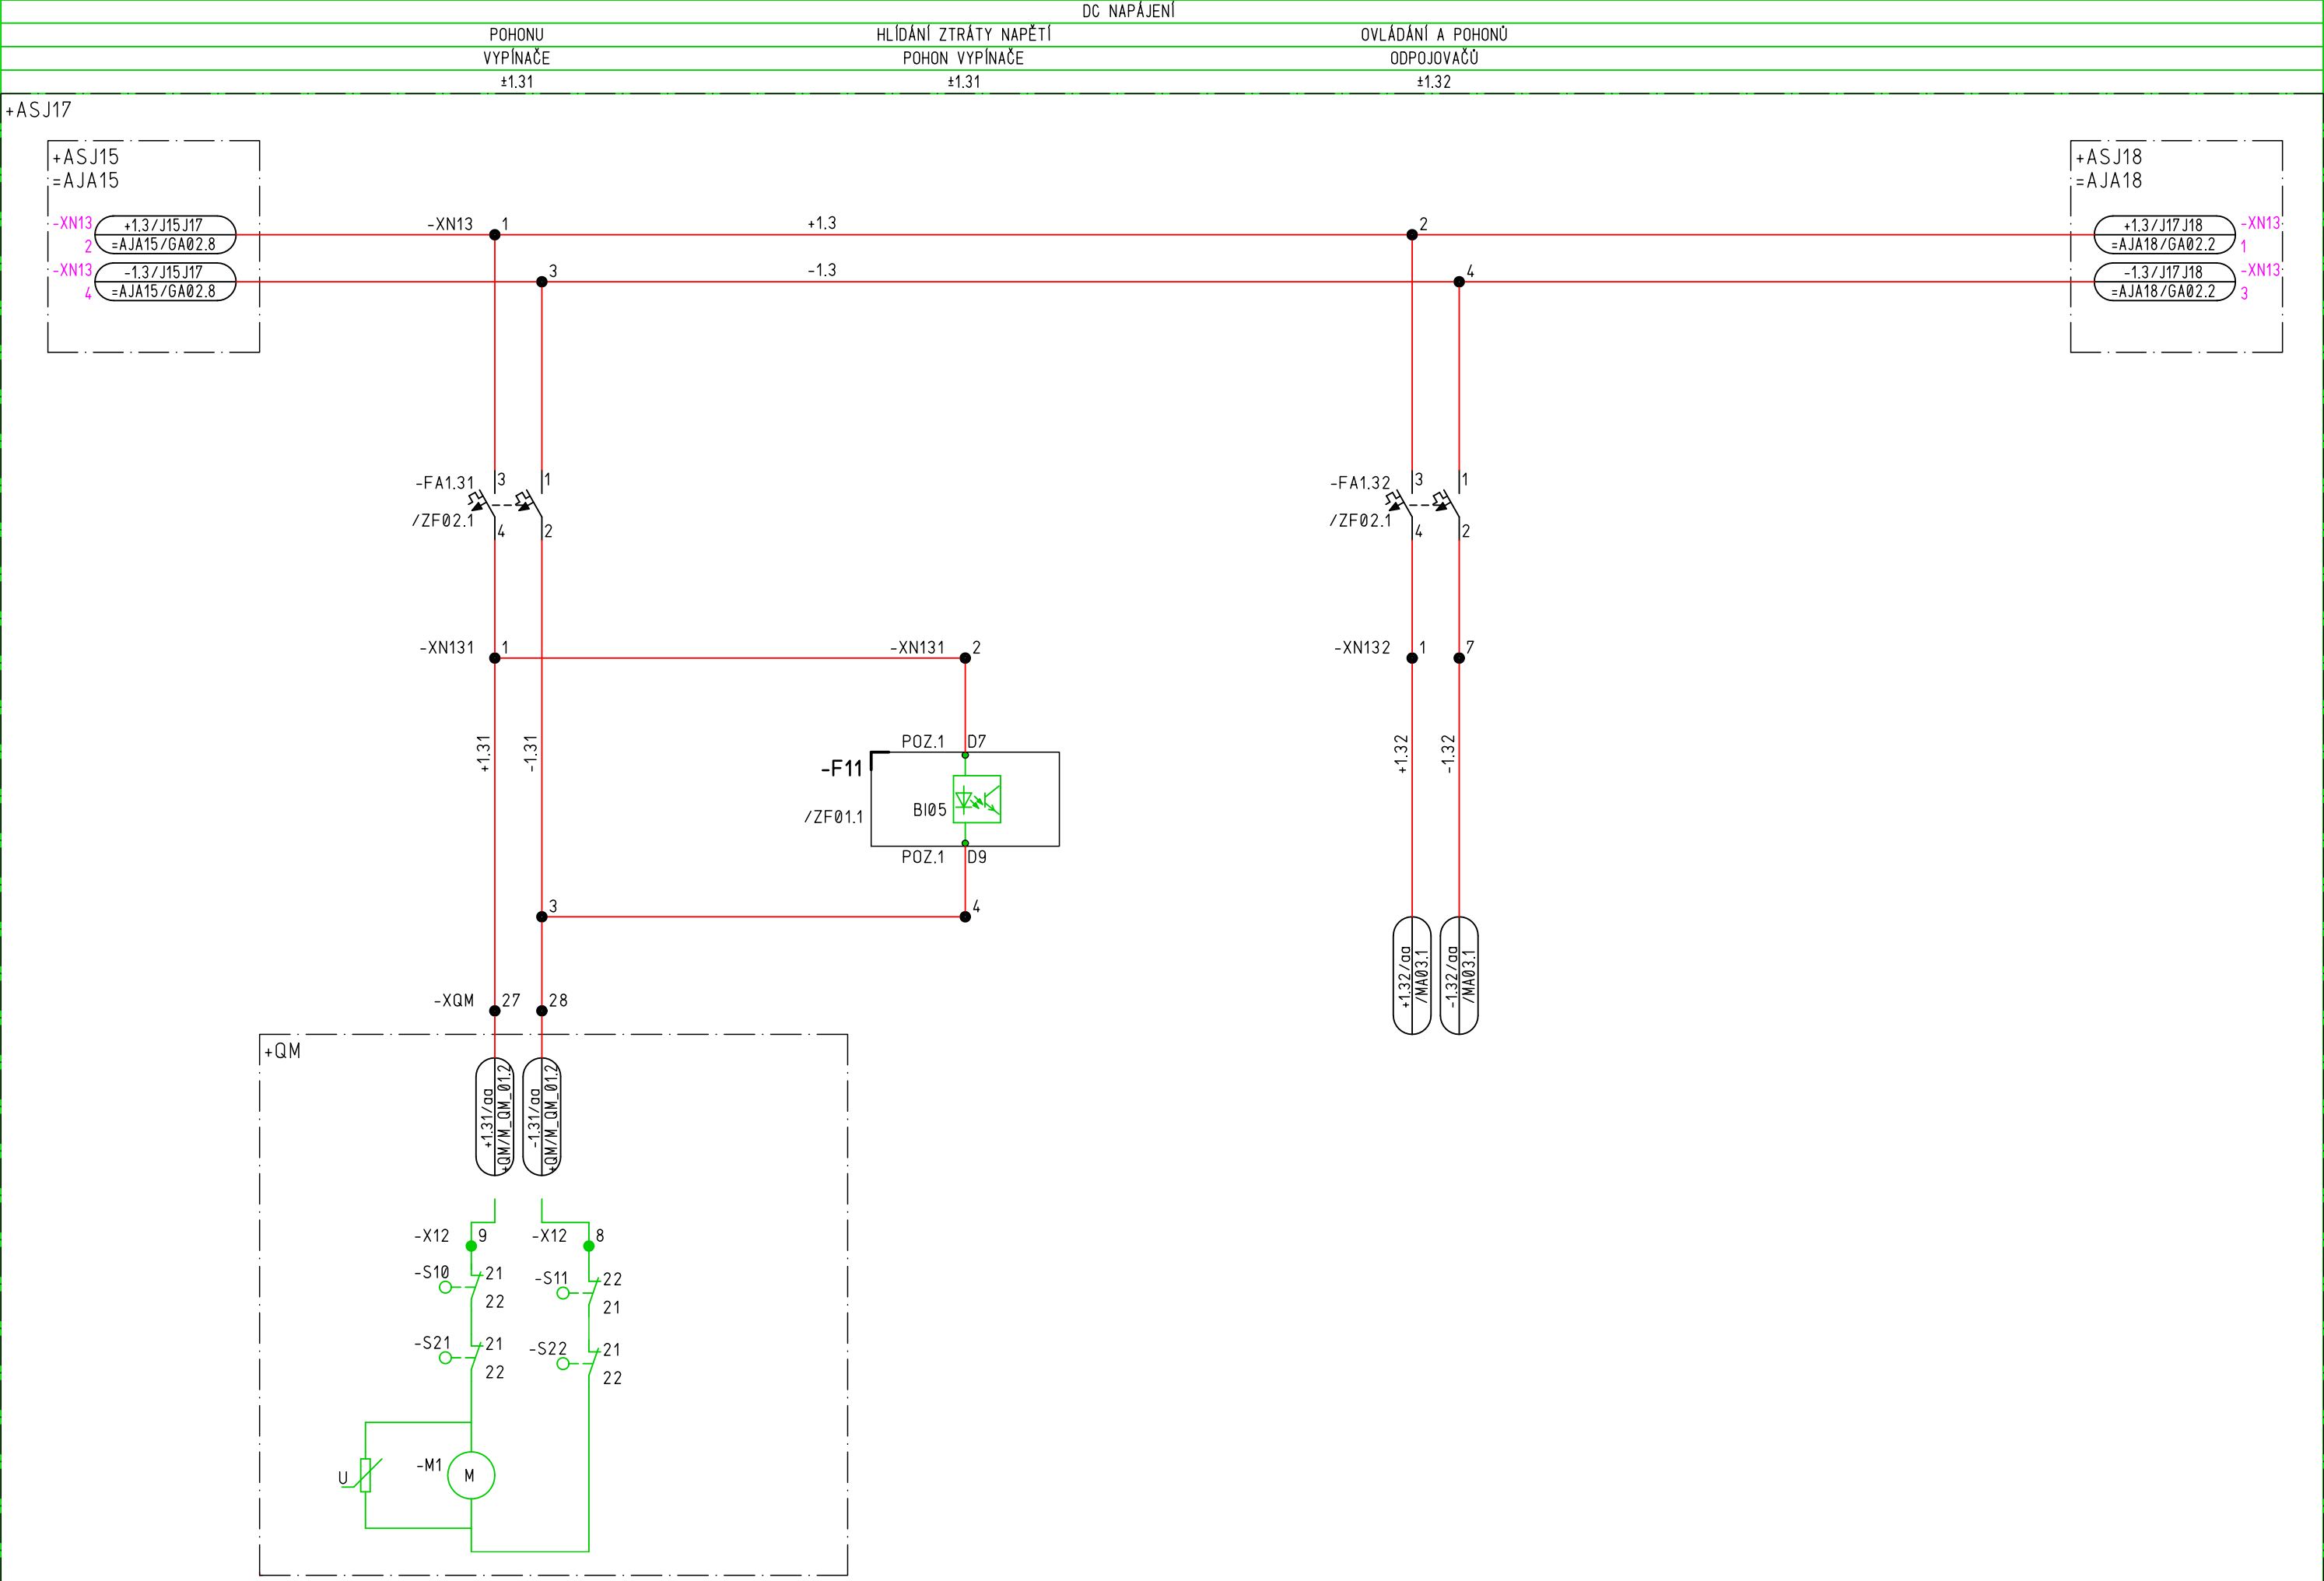 DC NAPÁJENÍ
POHONU HLÍDÁNÍ ZTRÁTY NAPĚTÍ OVLÁDÁNÍ A POHONŮ
VYPÍNAČE POHON VYPÍNAČE ODPOJOVAČŮ
±1.31 ±1.31 ±1.32
+ASJ17
+ASJ15 +ASJ18
=AJA15 =AJA18
-XN13 +1.3/J15J17 -XN13 1 +1.3 2 +1.3/J17J18 -XN13
2 =AJA15/GA02.8 =AJA18/GA02.2 1
-XN13 -1.3/J15J17 3 -1.3 4 -1.3/J17J18 -XN13
4 =AJA15/GA02.8 =AJA18/GA02.2 3
-FA1.31 3 1 -FA1.32 3 1
/ZF02.1 4 2 /ZF02.1 4 2
-XN131 1 -XN131 2 -XN132 1 7
+1.31 -1.31 +1.32 -1.32
POZ.1 D7
-F11
BI05
/ZF01.1
POZ.1 D9
3 4
+1.32/aa -1.32/aa
/MA03.1 /MA03.1
-XQM 27 28
+QM
+1.31/aa -1.31/aa
+QM/M_QM_01.2 +QM/M_QM_01.2
-X12 9 -X12 8
-S10 21 -S11 22
22 21
-S21 21 -S22 21
22 22
U -M1 M